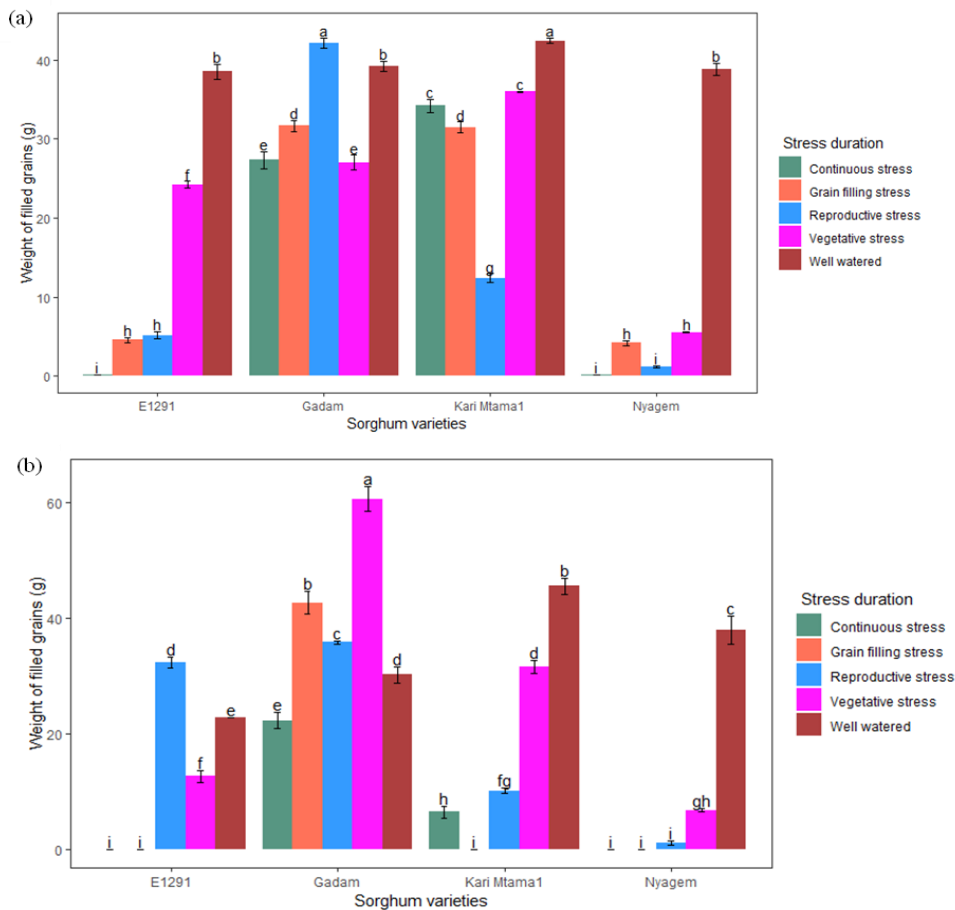 (a)
a
a
b
b
b
40
c
c
d
d
30
e
e
f
20
g
10
h
h
h
h
i
i
i
0
Weight of filled grains (g)
E1291
Gadam
Kari Mtama1
Nyagem
Sorghum varieties
Stress duration
Continuous stress
Grain filling stress
Reproductive stress
Vegetative stress
Well watered
(b)
a
60
b
b
c
c
40
d
d
d
e
e
20
f
fg
h
gh
i
i
i
i
i
i
0
Weight of filled grains (g)
E1291
Gadam
Kari Mtama1
Nyagem
Sorghum varieties
Stress duration
Continuous stress
Grain filling stress
Reproductive stress
Vegetative stress
Well watered